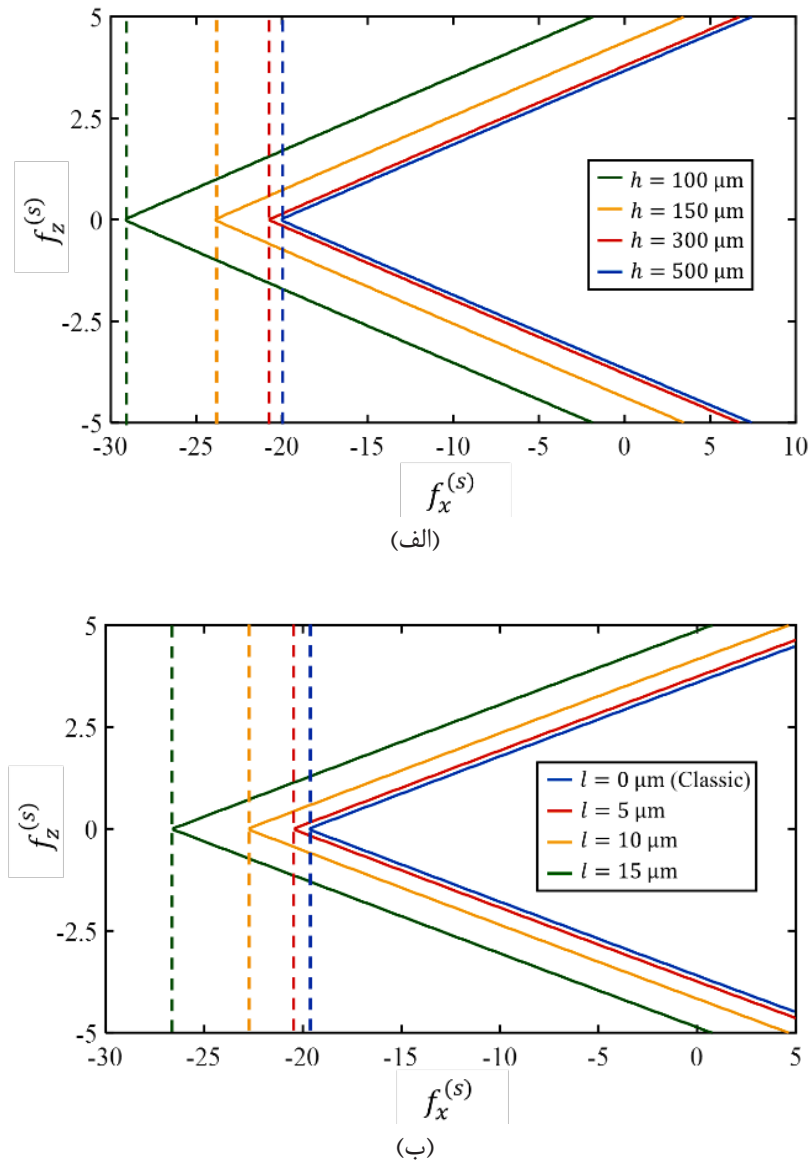 5
2.5
0
-2.5
-5
f_z^(s)
h = 100 μm
h = 150 μm
h = 300 μm
h = 500 μm
-30 -25 -20 -15 -10 -5 0 5 10
f_x^(s)
(الف)
5
2.5
0
-2.5
-5
f_z^(s)
l = 0 μm (Classic)
l = 5 μm
l = 10 μm
l = 15 μm
-30 -25 -20 -15 -10 -5 0 5
f_x^(s)
(ب)